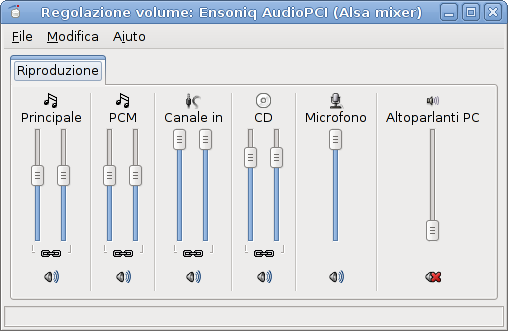 Regolazione volume: Ensoniq AudioPCI (Alsa mixer)
File Modifica Aiuto
Riproduzione
Principale PCM Canale in CD Microfono Altoparlanti PC